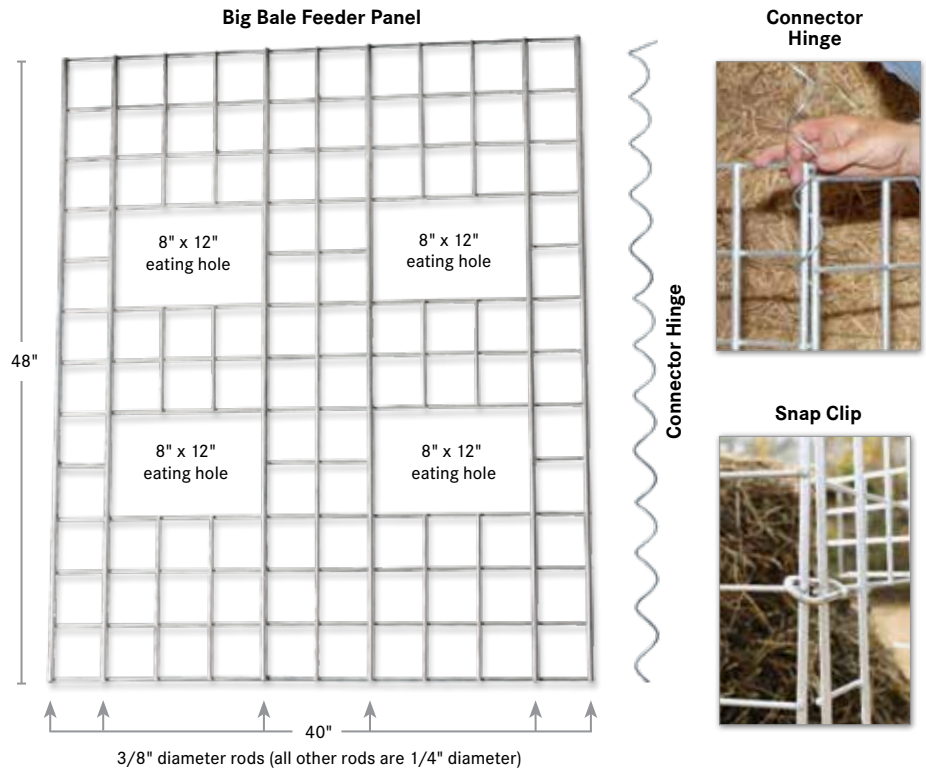 Big Bale Feeder Panel
8" x 12"
eating hole
8" x 12"
eating hole
8" x 12"
eating hole
8" x 12"
eating hole
48"
40"
3/8" diameter rods (all other rods are 1/4" diameter)
Connector Hinge
Connector
Hinge
Snap Clip